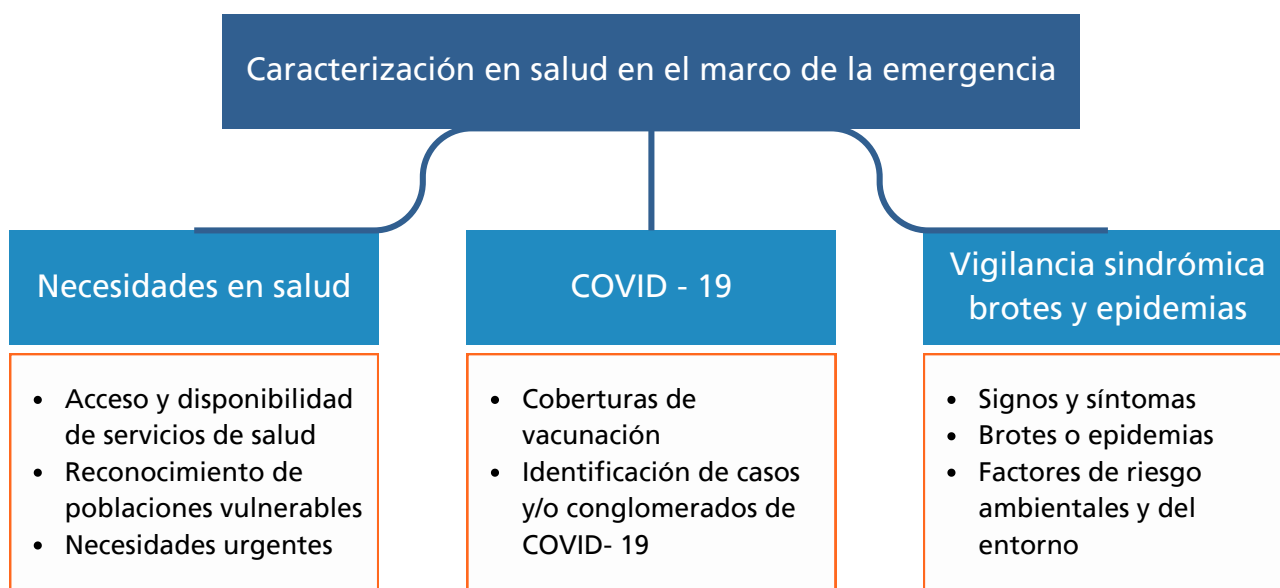 Caracterización en salud en el marco de la emergencia
Necesidades en salud
• Acceso y disponibilidad
de servicios de salud
• Reconocimiento de
poblaciones vulnerables
• Necesidades urgentes
COVID - 19
• Coberturas de
vacunación
• Identificación de casos
y/o conglomerados de
COVID- 19
Vigilancia sindrómica
brotes y epidemias
• Signos y síntomas
• Brotes o epidemias
• Factores de riesgo
ambientales y del
entorno